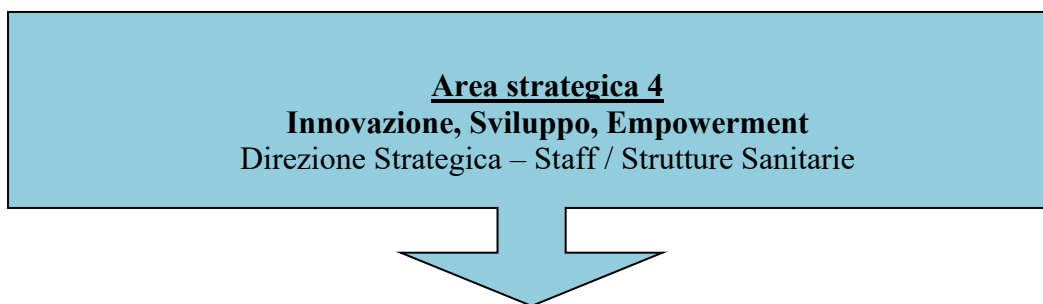 Area strategica 4
Innovazione, Sviluppo, Empowerment
Direzione Strategica – Staff / Strutture Sanitarie